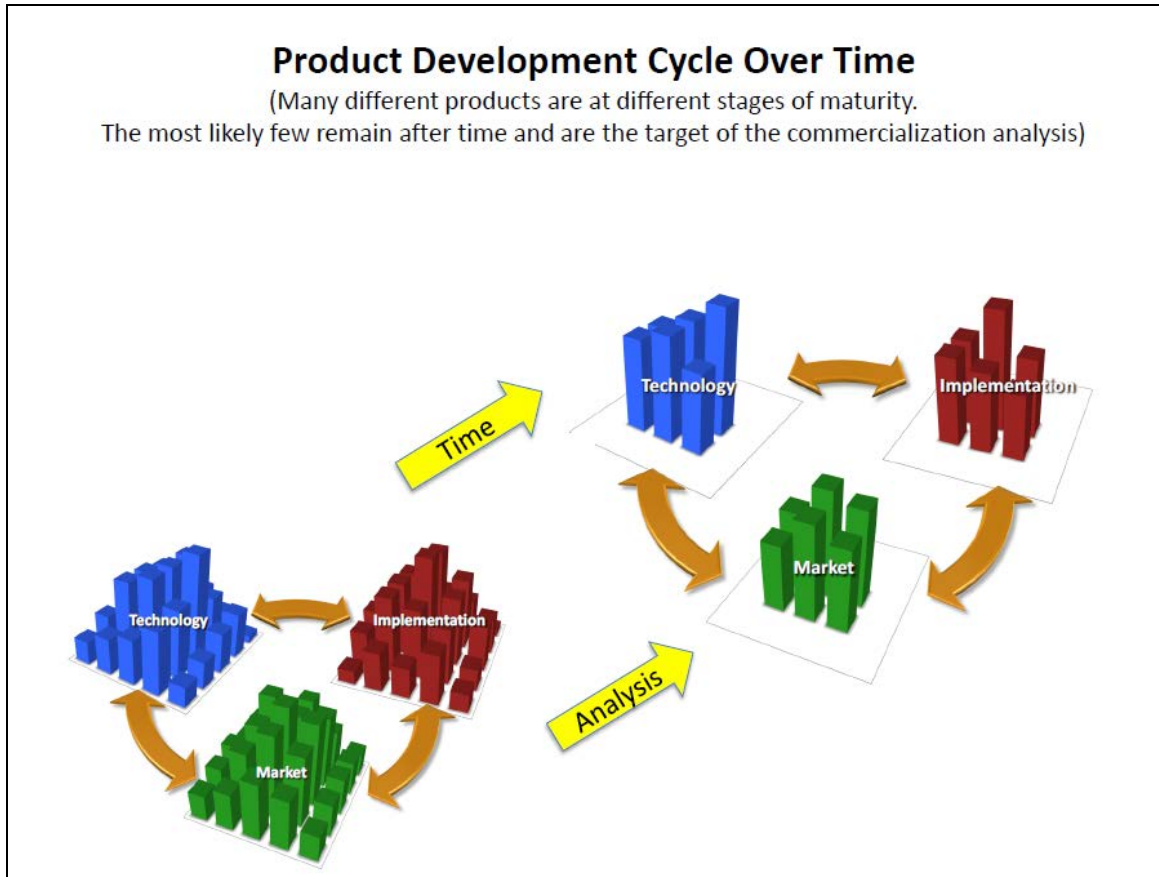 Product Development Cycle Over Time
(Many different products are at different stages of maturity.
The most likely few remain after time and are the target of the commercialization analysis)
Technology
Implementation
Time
Market
Technology
Implementation
Analysis
Market